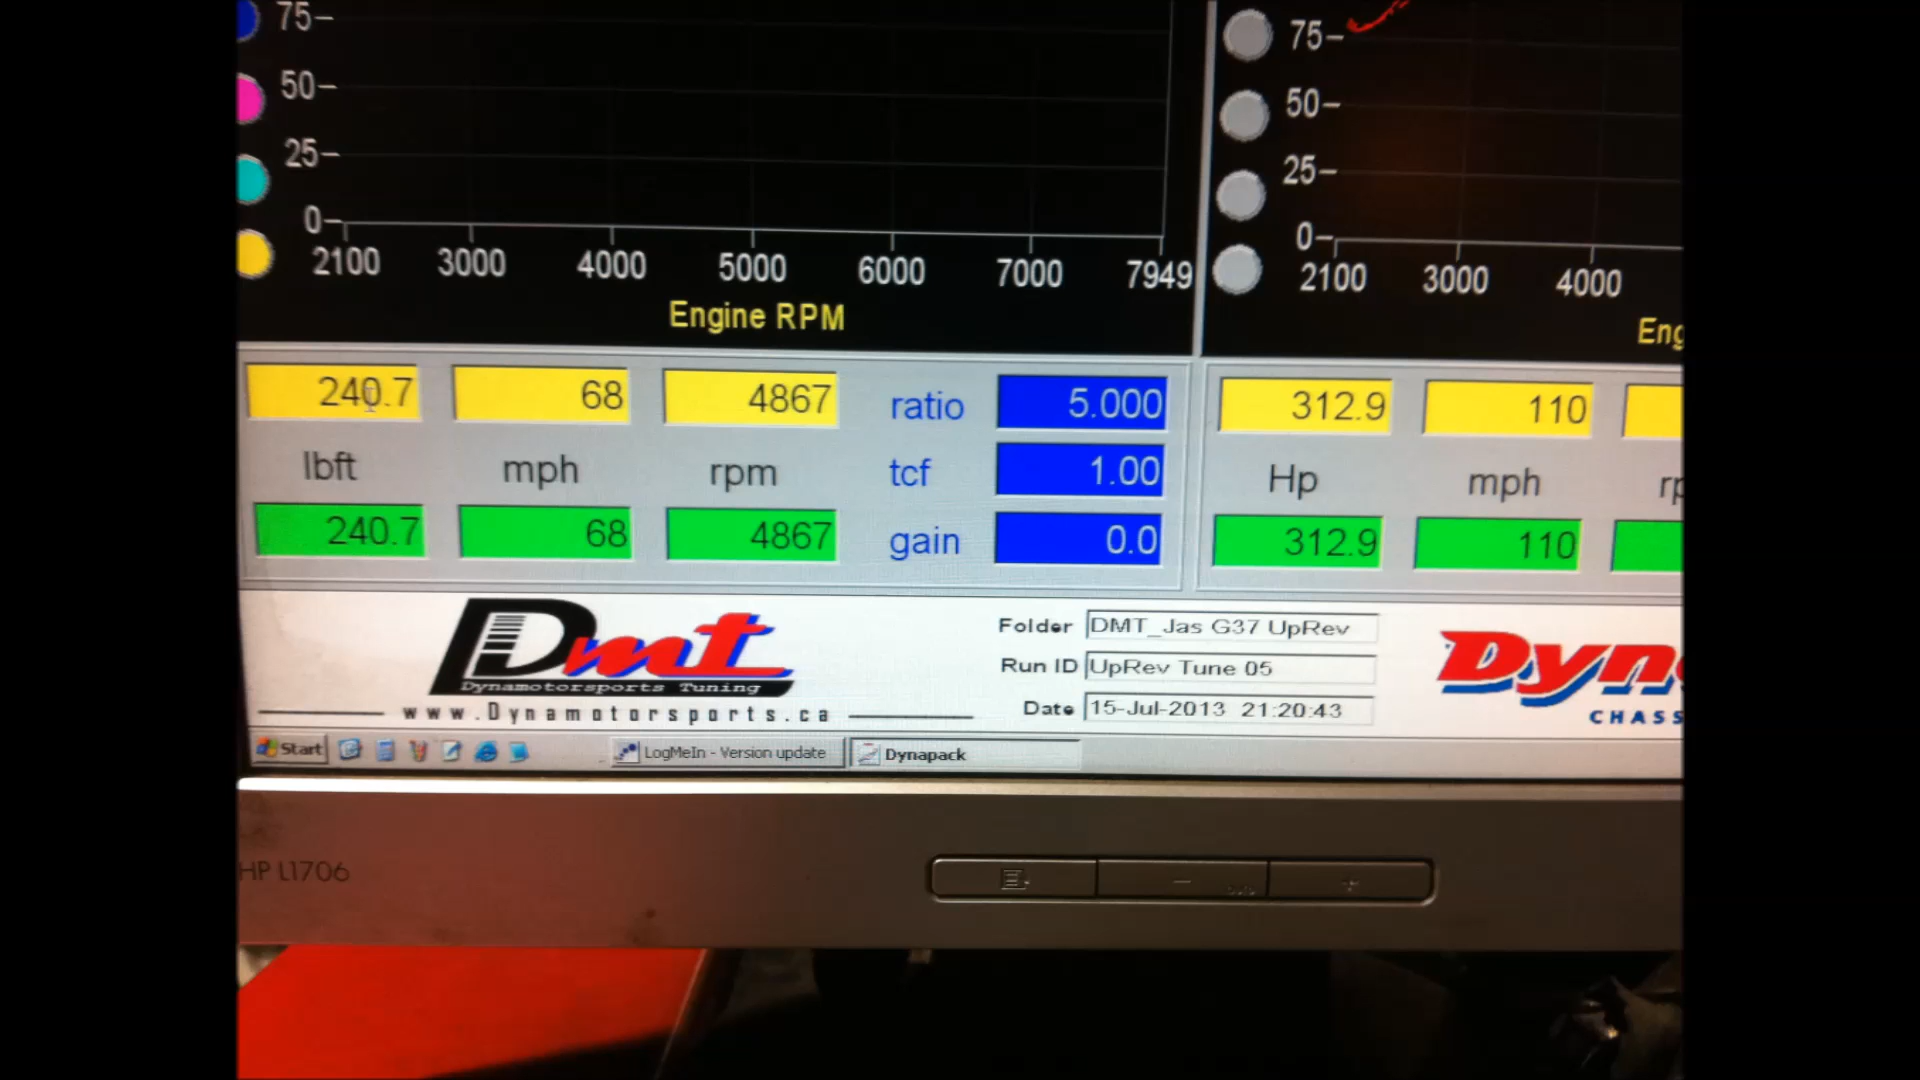 75
50
25
0
2100 3000 4000 5000 6000 7000 7949
Engine RPM
75
50
25
0
2100 3000 4000
Eng
240.7 68 4867 ratio 5.000
lbft mph rpm tcf 1.00
240.7 68 4867 gain 0.0
312.9 110
Hp mph rp
312.9 110
Dmt
Dynamotorsports Tuning
www.Dynamotorsports.ca
Folder DMT_Jas G37 UpRev
Run ID UpRev Tune 05
Date 15-Jul-2013 21:20:43
Dyn
CHASS
Start LogMeIn - Version update Dynapack
HP L1706